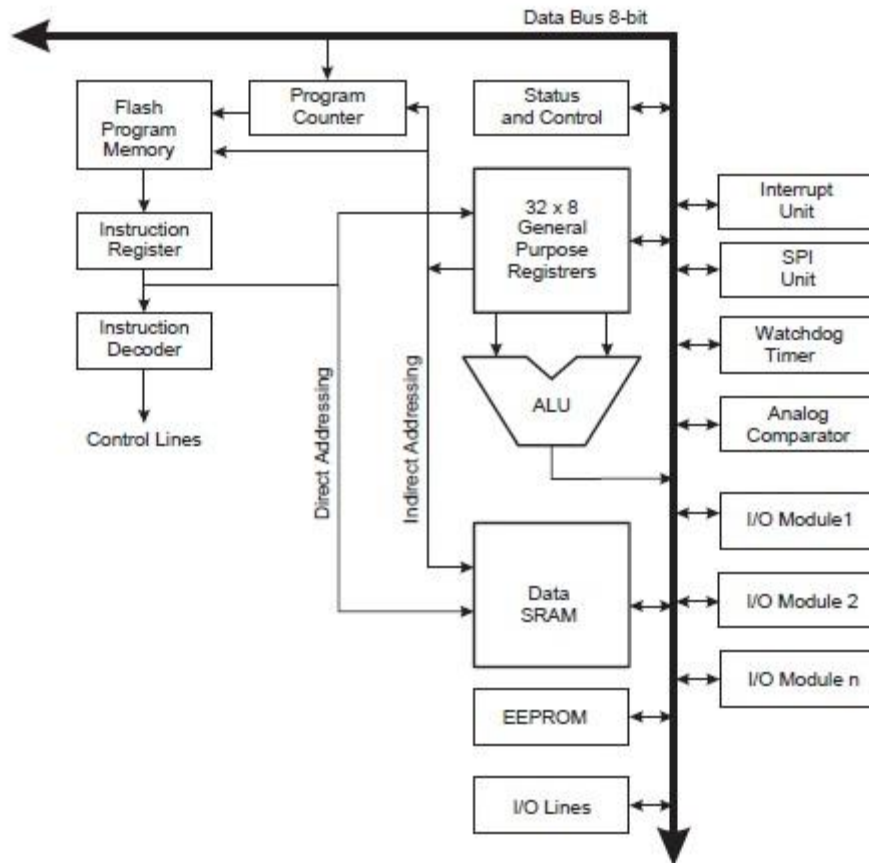 Data Bus 8-bit
Flash
Program
Memory
Program
Counter
Status
and Control
Instruction
Register
32 x 8
General
Purpose
Registrers
Interrupt
Unit
SPI
Unit
Instruction
Decoder
Watchdog
Timer
Control Lines
Direct Addressing
Indirect Addressing
ALU
Analog
Comparator
I/O Module1
Data
SRAM
I/O Module 2
I/O Module n
EEPROM
I/O Lines